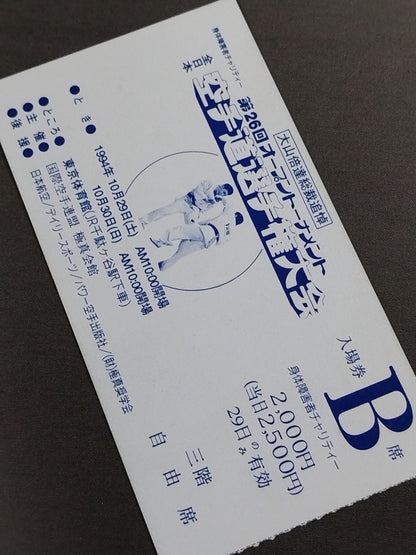 身体障害者チャリティー
大山倍達総裁追悼
第26回オープントーナメント
全日本
空手道選手権大会
●とき● 1994年10月29日(土) AM10:00開場
10月30日(日) AM10:00開場
●ところ● 東京体育館(JR千駄ヶ谷駅下車)
●主催● 国際空手連盟 極真会館
●後援● 日本航空/デイリースポーツ/パワー空手出版社/(財)極真奨学会
入場券
B席
身体障害者チャリティー
2,000円
(当日2,500円)
29日のみ有効
三階
自由席